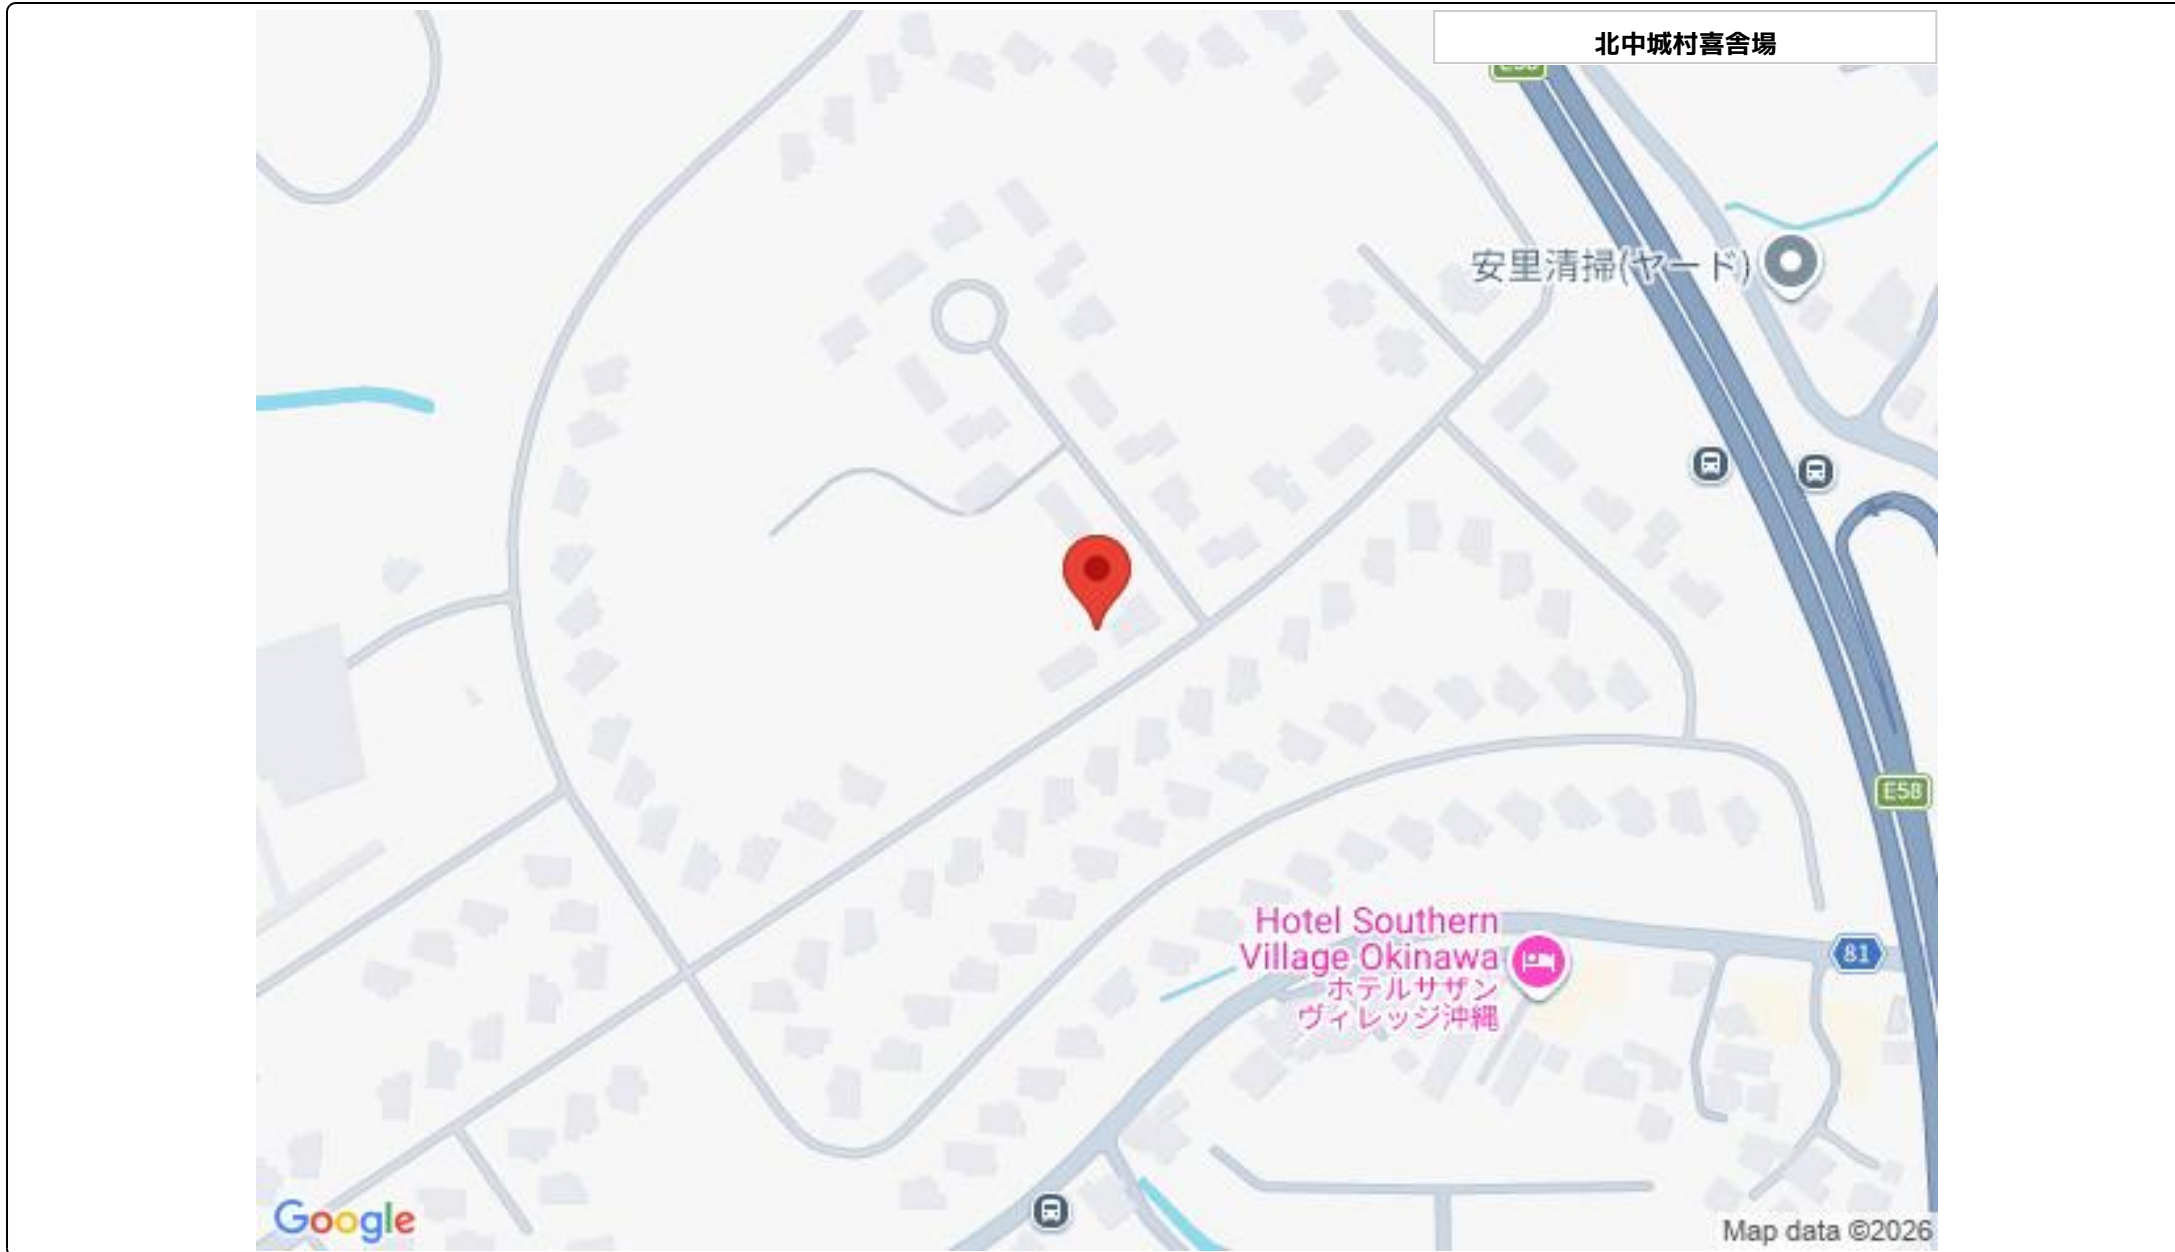 北中城村喜舎場
安里清掃(ヤード)
E58
Hotel Southern
Village Okinawa
ホテルサザン
ヴィレッジ沖縄
81
Google
Map data ©2026